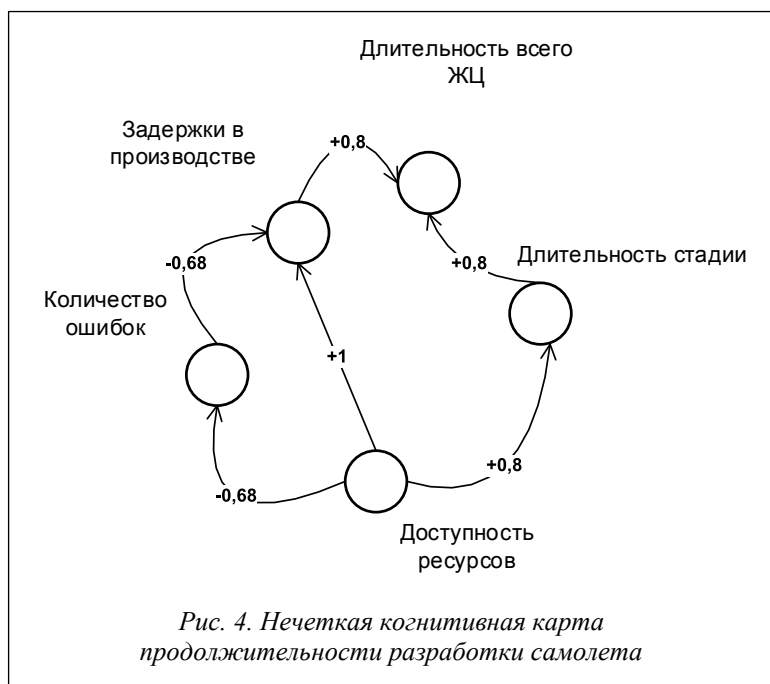 Длительность всего
ЖЦ
Задержки в
производстве
+0,8
-0,68
+0,8
Длительность стадии
Количество
ошибок
+1
-0,68
+0,8
Доступность
ресурсов
Рис. 4. Нечеткая когнитивная карта
продолжительности разработки самолета